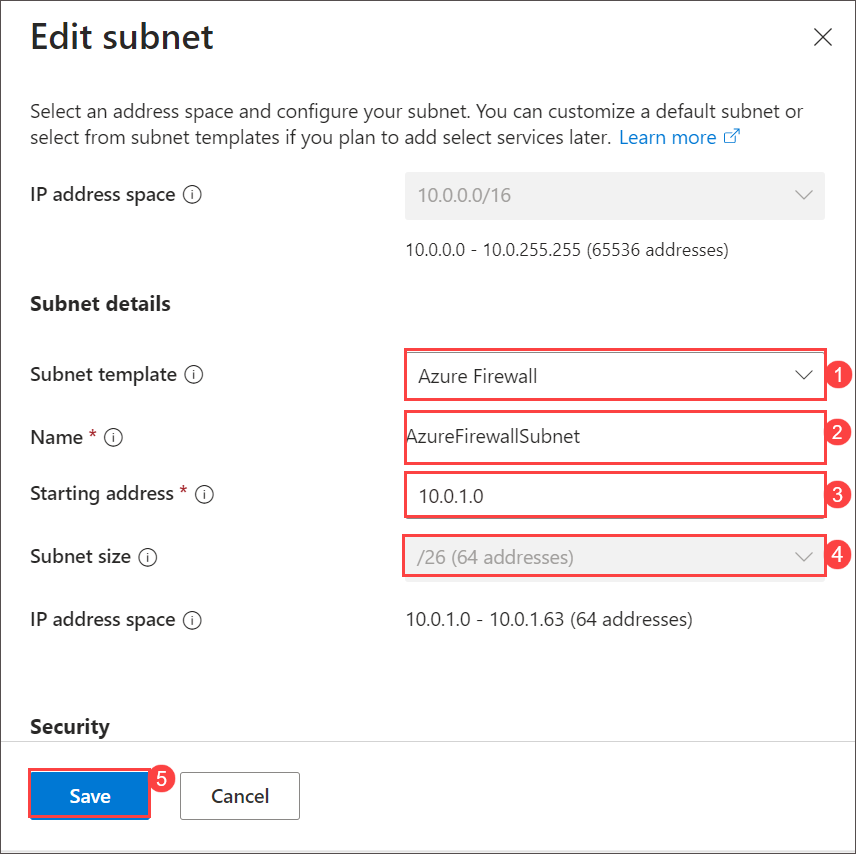 Edit subnet
Select an address space and configure your subnet. You can customize a default subnet or
select from subnet templates if you plan to add select services later. Learn more
IP address space
10.0.0.0/16
10.0.0.0 - 10.0.255.255 (65536 addresses)
Subnet details
Subnet template
Azure Firewall
1
Name *
AzureFirewallSubnet
2
Starting address *
10.0.1.0
3
Subnet size
/26 (64 addresses)
4
IP address space
10.0.1.0 - 10.0.1.63 (64 addresses)
Security
Save
5
Cancel